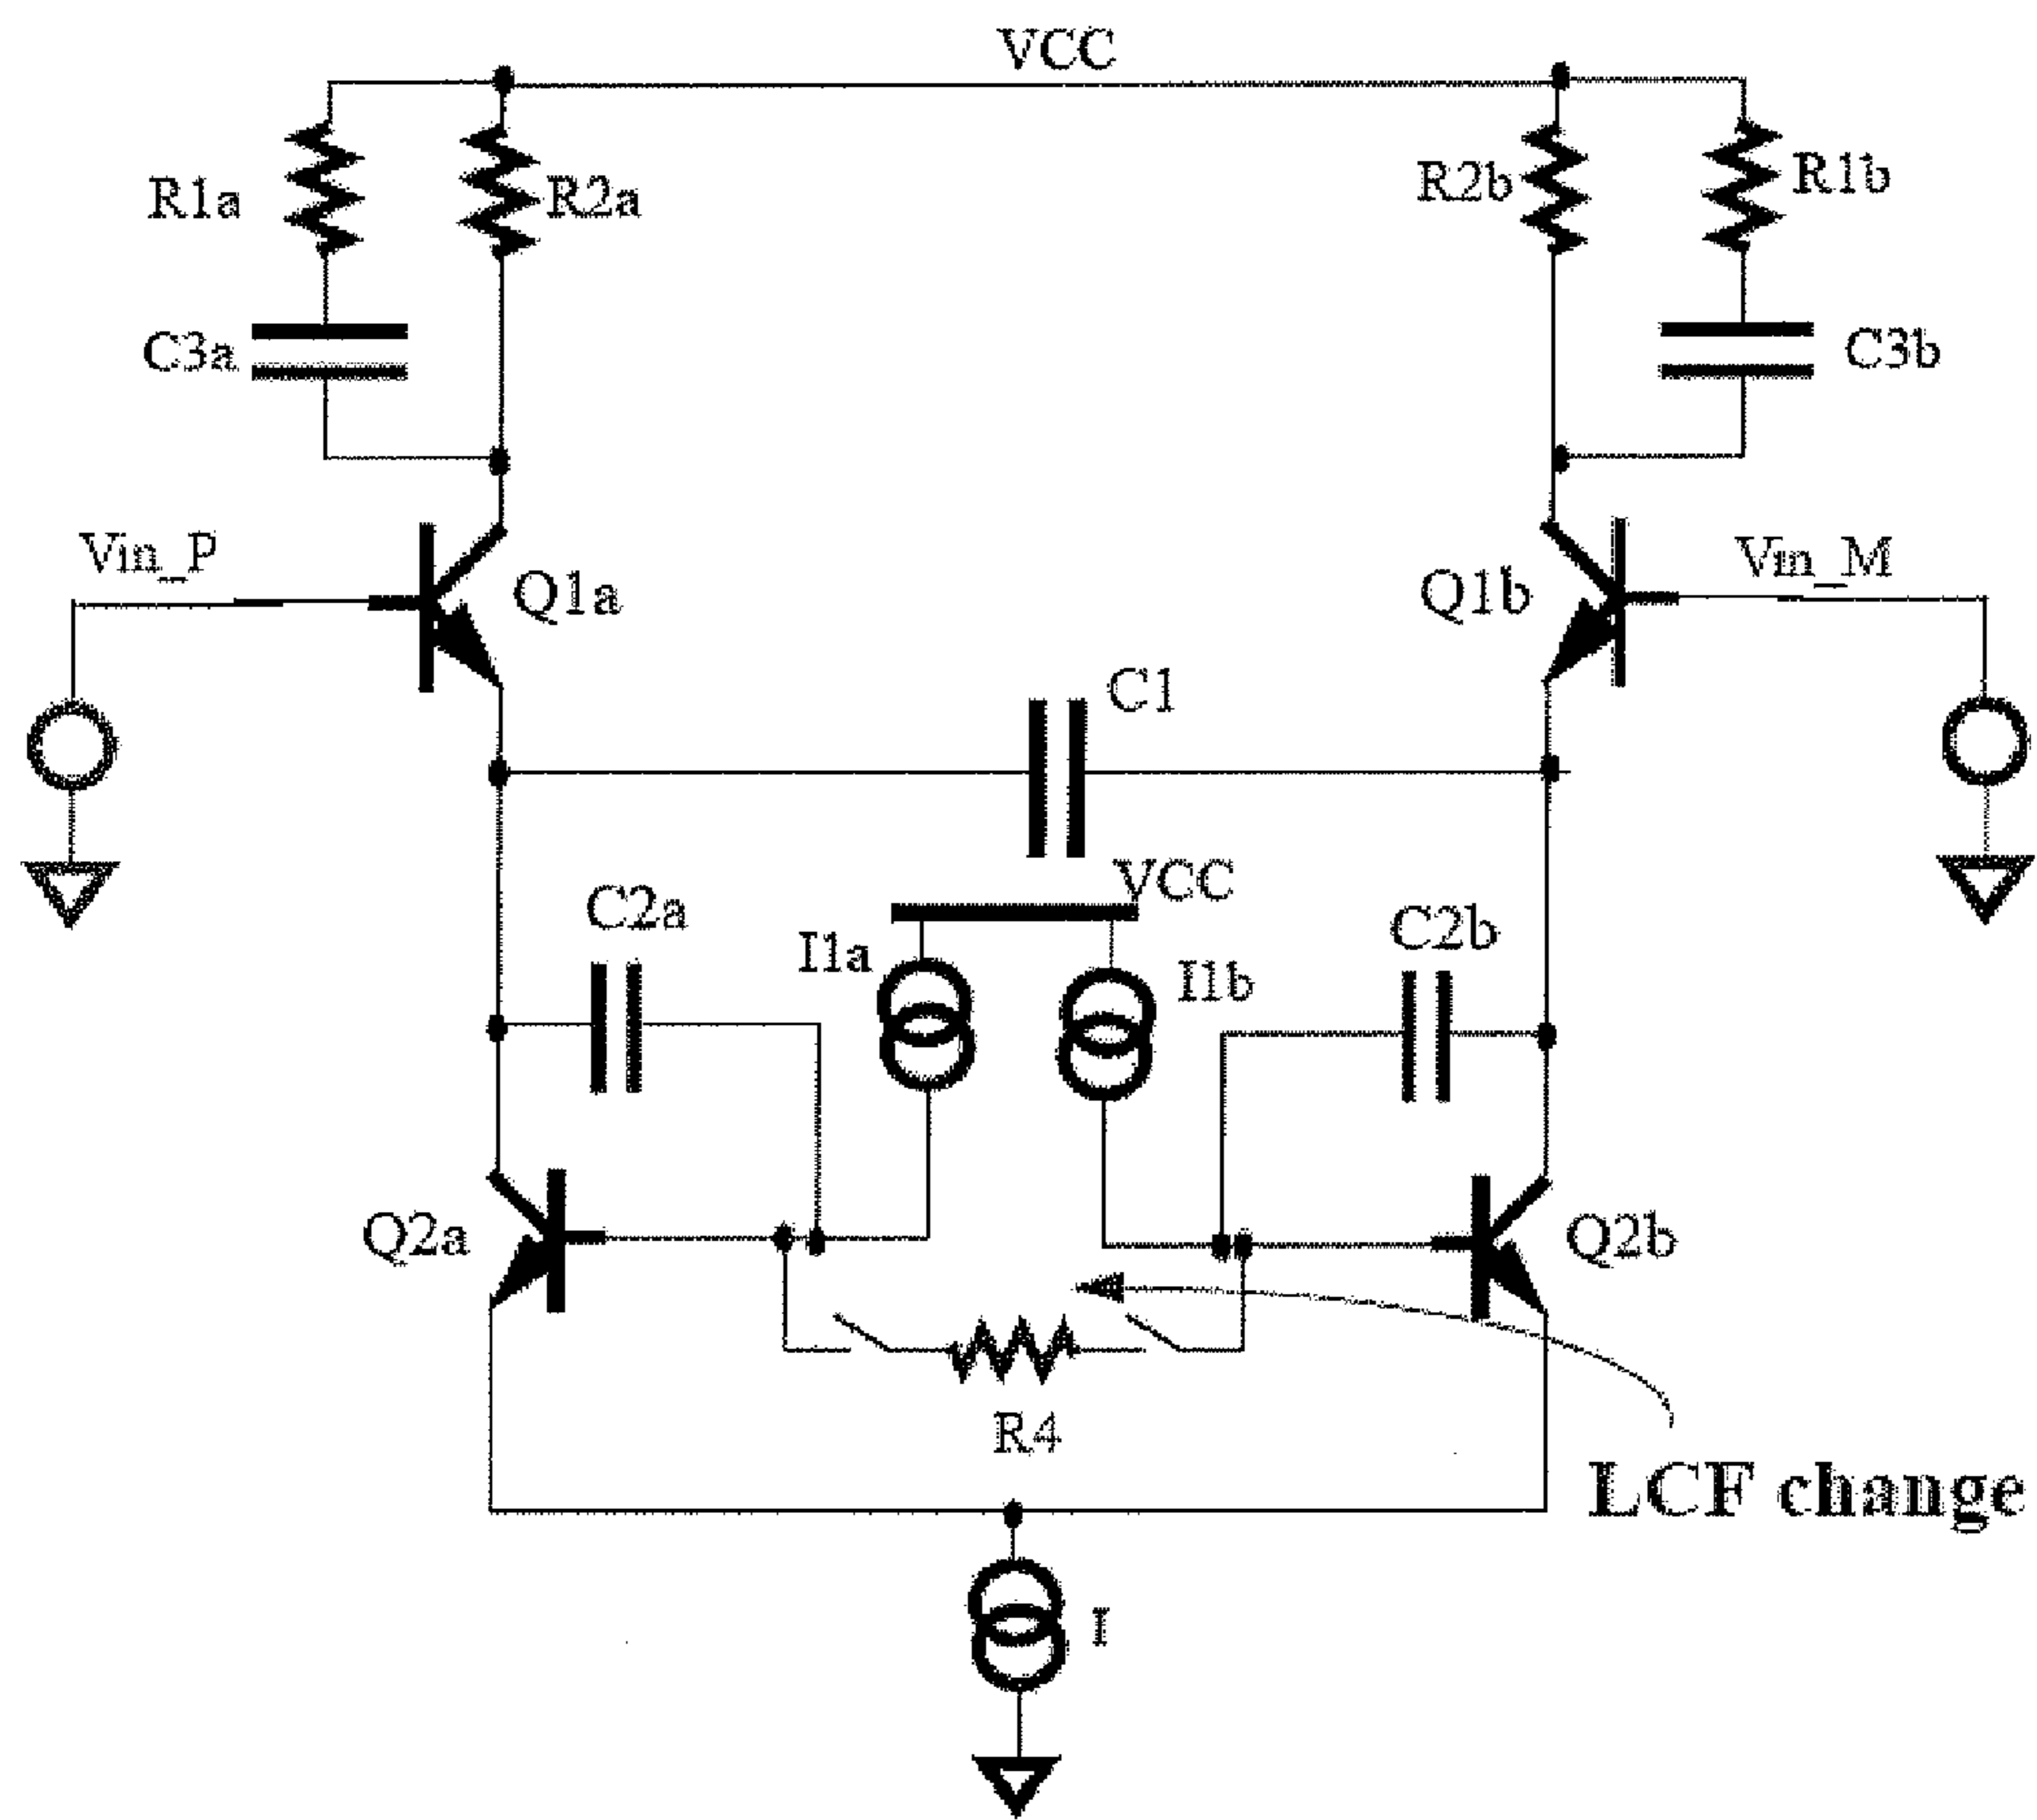 VCC
R1a
R2a
R2b
R1b
C3a
C3b
Vin_P
Q1a
Q1b
Vin_M
C1
VCC
C2a
I1a
I1b
C2b
Q2a
Q2b
R4
LCF change
I